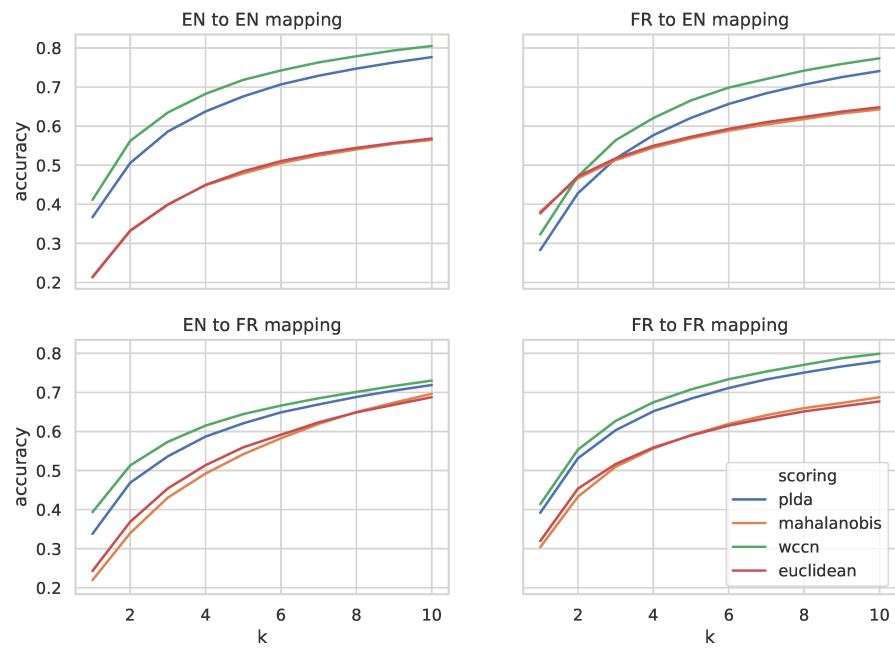 EN to EN mapping
FR to EN mapping
0.8
0.7
0.6
0.5
0.4
0.3
0.2
accuracy
EN to FR mapping
FR to FR mapping
0.8
0.7
0.6
0.5
0.4
0.3
0.2
accuracy
scoring
plda
mahalanobis
wccn
euclidean
2 4 6 8 10
2 4 6 8 10
k
k